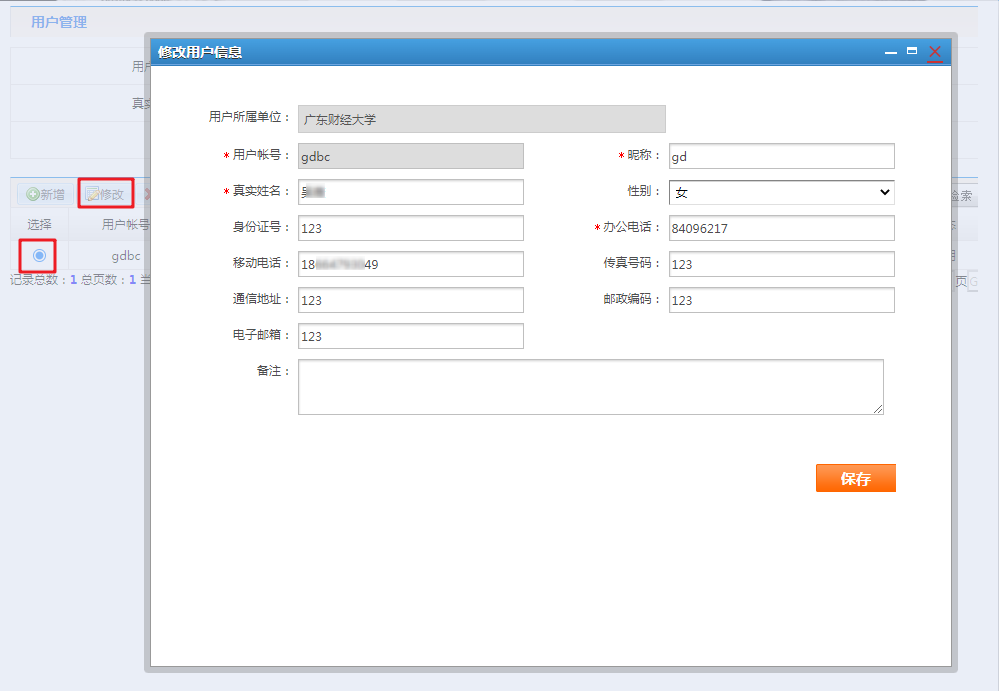 用户管理
修改用户信息
用户
真实
用户所属单位： 广东财经大学
* 用户帐号： gdbc * 昵称： gd
* 真实姓名： 性别： 女
新增 修改 检索
选择 用户帐号
身份证号： 123 * 办公电话： 84096217
gdbc
移动电话： 18 49 传真号码： 123
记录总数：1 总页数：1 当 页 G
通信地址： 123 邮政编码： 123
电子邮箱： 123
备注：
保存